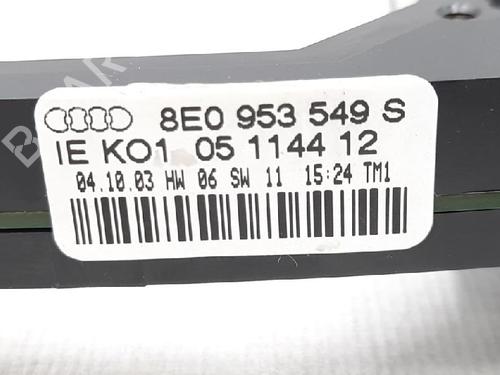 8E0 953 549 S
IE KO1 05 1144 12
04.10.03 HW 06 SW 11 15:24 TM1